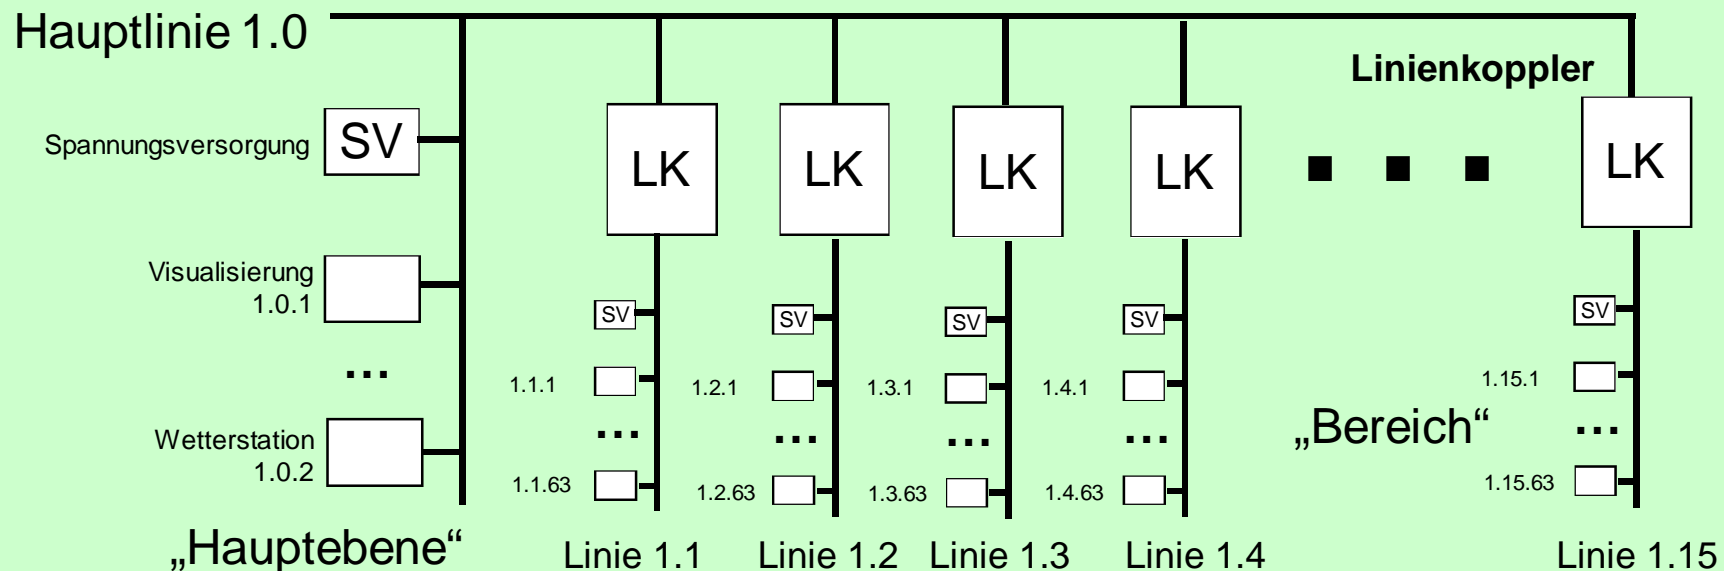 Hauptlinie 1.0
Linienkoppler
Spannungsversorgung
SV
LK
LK
LK
LK
LK
Visualisierung
1.0.1
SV
SV
SV
SV
SV
...
1.1.1
1.2.1
1.3.1
1.4.1
1.15.1
Wetterstation
1.0.2
...
...
...
...
„Bereich“
...
1.1.63
1.2.63
1.3.63
1.4.63
1.15.63
„Hauptebene“
Linie 1.1
Linie 1.2
Linie 1.3
Linie 1.4
Linie 1.15